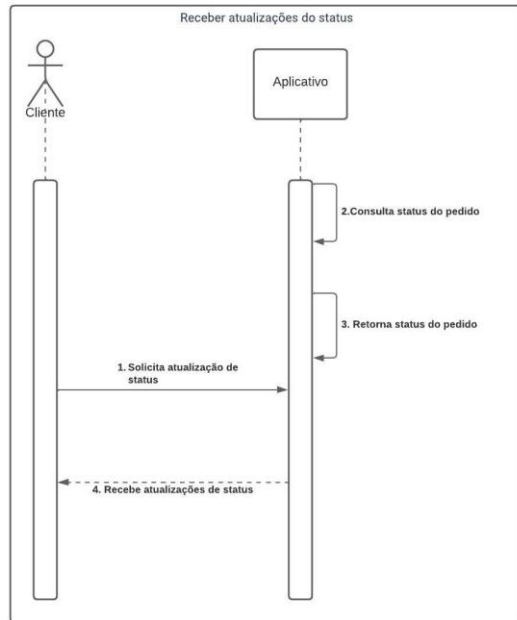 Receber atualizações do status
Cliente
Aplicativo
2.Consulta status do pedido
3. Retorna status do pedido
1. Solicita atualização de
status
4. Recebe atualizações de status